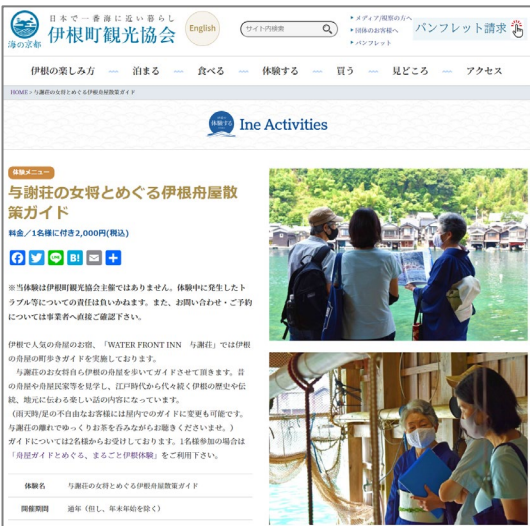 日本で一番海に近い暮らし
伊根町観光協会
海の京都
English
サイト内検索
メディア/視察の方へ
団体のお客様へ
パンフレット
パンフレット請求
伊根の楽しみ方
泊まる
食べる
体験する
買う
見どころ
アクセス
HOME > 与謝荘の女将とめぐる伊根舟屋散策ガイド
体験する
Ine Activities
体験メニュー
与謝荘の女将とめぐる伊根舟屋散
策ガイド
料金／1名様に付き2,000円(税込)
B!
※当体験は伊根町観光協会主催ではありません。体験中に発生したト
ラブル等についての責任は負いかねます。また、お問い合わせ・ご予約
については事業者へ直接ご確認下さい。
伊根で人気の舟屋のお宿、「WATER FRONT INN 与謝荘」では伊根
の舟屋の町歩きガイドを実施しております。
与謝荘のお女将自ら伊根の舟屋を歩いてガイドさせて頂きます。昔
の舟屋や舟屋民家等を見学し、江戸時代から代々続く伊根の歴史や伝
統、地元に伝わる楽しい話の内容になっています。
(雨天時/足の不自由なお客様には屋内でのガイドに変更も可能です。
与謝荘の離れでゆっくりお茶を呑みながらお聴きくださいませ。)
ガイドについては2名様からお受けしております。1名様参加の場合は
「舟屋ガイドとめぐる、まるごと伊根体験」をご利用下さい。
体験名 与謝荘の女将とめぐる伊根舟屋散策ガイド
開催期間 通年（但し、年末年始を除く）